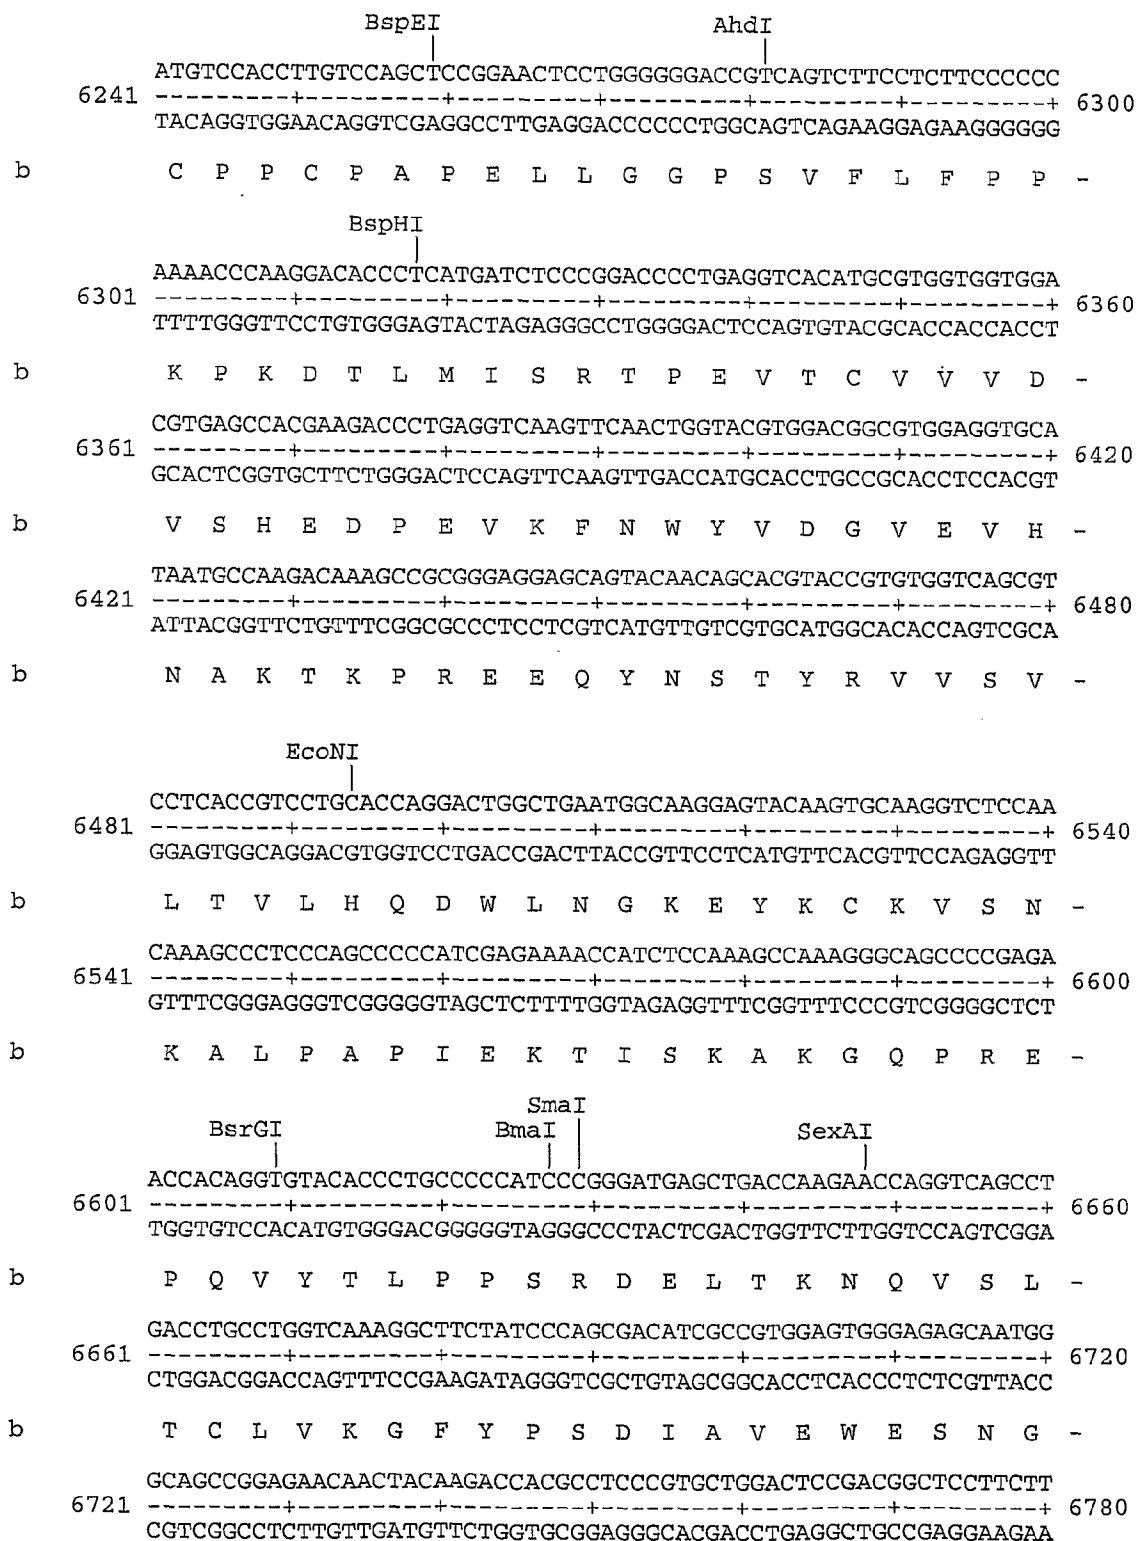 BspEI AhdI
ATGTCCACCTTGTCCAGCTCCGGAACTCCTGGGGGGACCGTCAGTCTTCCTCTTCCCCCC
6241 ---------+---------+---------+---------+---------+---------+ 6300
TACAGGTGGAACAGGTCGAGGCCTTGAGGACCCCCCTGGCAGTCAGAAGGAGAAGGGGGG
b C P P C P A P E L L G G P S V F L F P P -
BspHI
AAAACCCAAGGACACCCTCATGATCTCCCGGACCCCTGAGGTCACATGCGTGGTGGTGGA
6301 ---------+---------+---------+---------+---------+---------+ 6360
TTTTGGGTTCCTGTGGGAGTACTAGAGGGCCTGGGGACTCCAGTGTACGCACCACCACCT
b K P K D T L M I S R T P E V T C V V V D -
CGTGAGCCACGAAGACCCTGAGGTCAAGTTCAACTGGTACGTGGACGGCGTGGAGGTGCA
6361 ---------+---------+---------+---------+---------+---------+ 6420
GCACTCGGTGCTTCTGGGACTCCAGTTCAAGTTGACCATGCACCTGCCGCACCTCCACGT
b V S H E D P E V K F N W Y V D G V E V H -
TAATGCCAAGACAAAGCCGCGGGAGGAGCAGTACAACAGCACGTACCGTGTGGTCAGCGT
6421 ---------+---------+---------+---------+---------+---------+ 6480
ATTACGGTTCTGTTTCGGCGCCCTCCTCGTCATGTTGTCGTGCATGGCACACCAGTCGCA
b N A K T K P R E E Q Y N S T Y R V V S V -
EcoNI
CCTCACCGTCCTGCACCAGGACTGGCTGAATGGCAAGGAGTACAAGTGCAAGGTCTCCAA
6481 ---------+---------+---------+---------+---------+---------+ 6540
GGAGTGGCAGGACGTGGTCCTGACCGACTTACCGTTCCTCATGTTCACGTTCCAGAGGTT
b L T V L H Q D W L N G K E Y K C K V S N -
CAAAGCCCTCCCAGCCCCCATCGAGAAAACCATCTCCAAAGCCAAAGGGCAGCCCCGAGA
6541 ---------+---------+---------+---------+---------+---------+ 6600
GTTTCGGGAGGGTCGGGGGTAGCTCTTTTGGTAGAGGTTTCGGTTTCCCGTCGGGGCTCT
b K A L P A P I E K T I S K A K G Q P R E -
SmaI
BsrGI BmaI SexAI
ACCACAGGTGTACACCCTGCCCCCATCCCGGGATGAGCTGACCAAGAACCAGGTCAGCCT
6601 ---------+---------+---------+---------+---------+---------+ 6660
TGGTGTCCACATGTGGGACGGGGGTAGGGCCCTACTCGACTGGTTCTTGGTCCAGTCGGA
b P Q V Y T L P P S R D E L T K N Q V S L -
GACCTGCCTGGTCAAAGGCTTCTATCCCAGCGACATCGCCGTGGAGTGGGAGAGCAATGG
6661 ---------+---------+---------+---------+---------+---------+ 6720
CTGGACGGACCAGTTTCCGAAGATAGGGTCGCTGTAGCGGCACCTCACCCTCTCGTTACC
b T C L V K G F Y P S D I A V E W E S N G -
GCAGCCGGAGAACAACTACAAGACCACGCCTCCCGTGCTGGACTCCGACGGCTCCTTCTT
6721 ---------+---------+---------+---------+---------+---------+ 6780
CGTCGGCCTCTTGTTGATGTTCTGGTGCGGAGGGCACGACCTGAGGCTGCCGAGGAAGAA